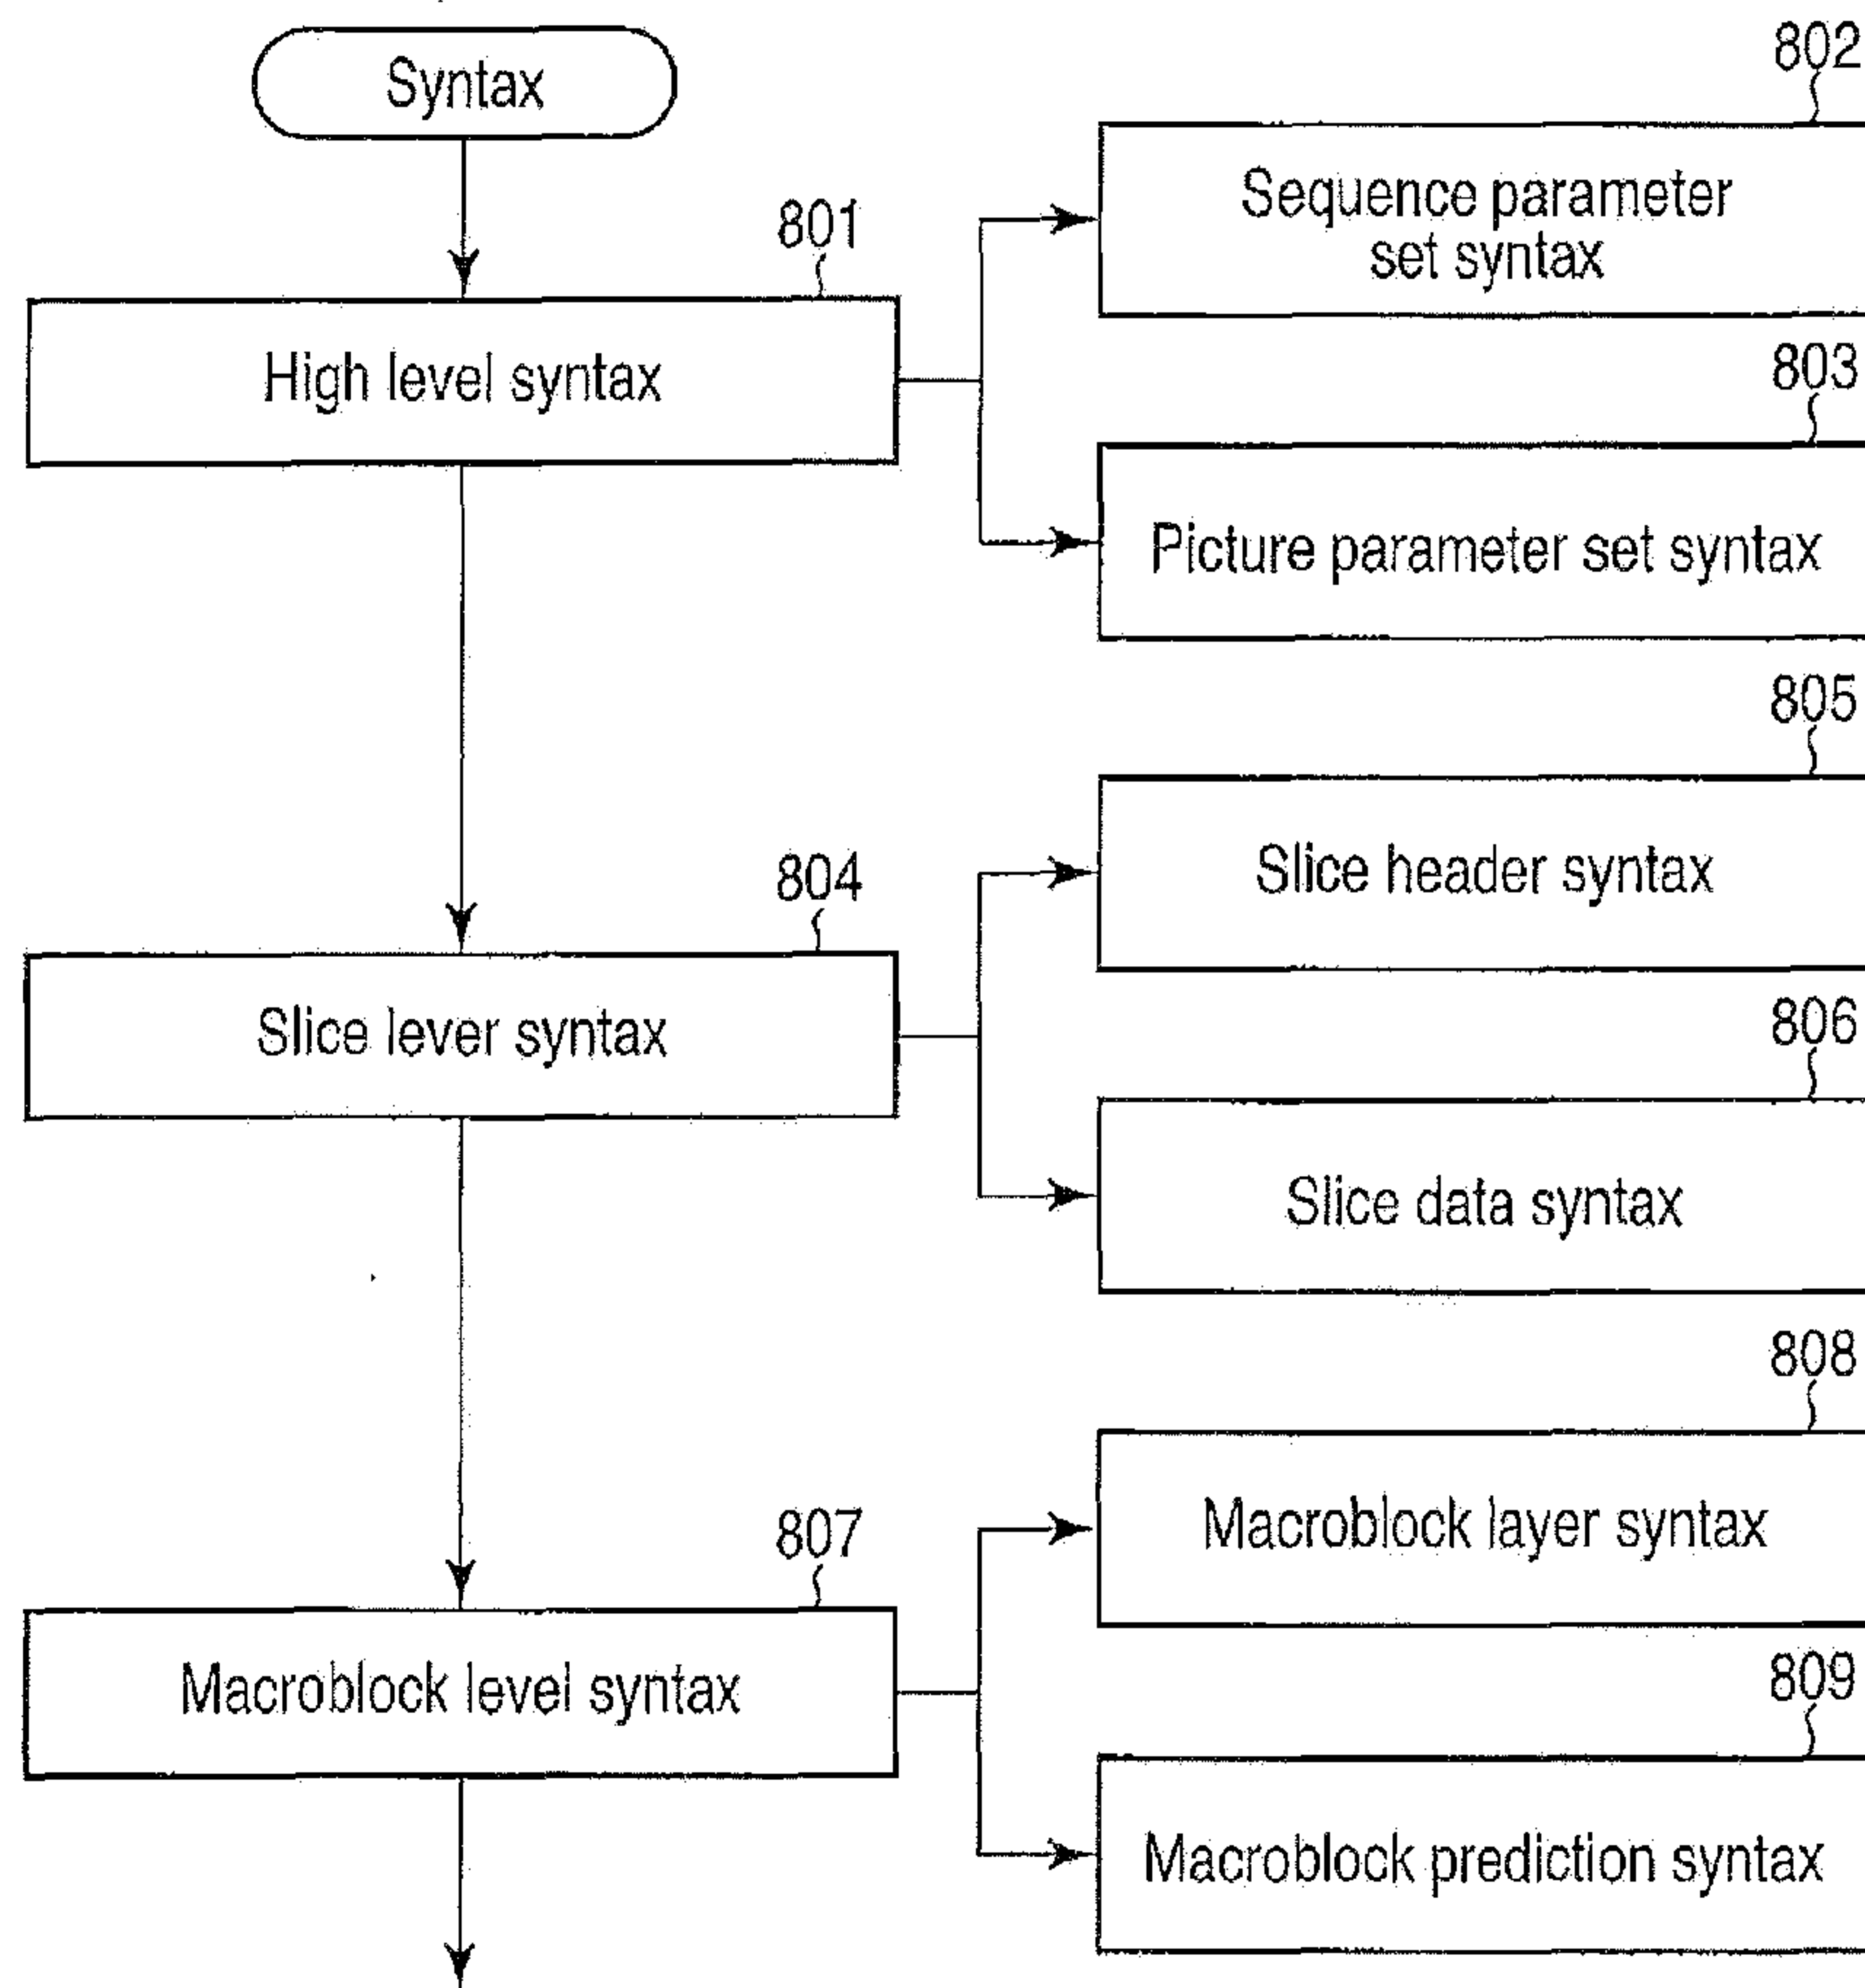 Syntax
802
Sequence parameter
set syntax
801
High level syntax
803
Picture parameter set syntax
805
Slice header syntax
804
Slice lever syntax
806
Slice data syntax
808
Macroblock layer syntax
807
Macroblock level syntax
809
Macroblock prediction syntax